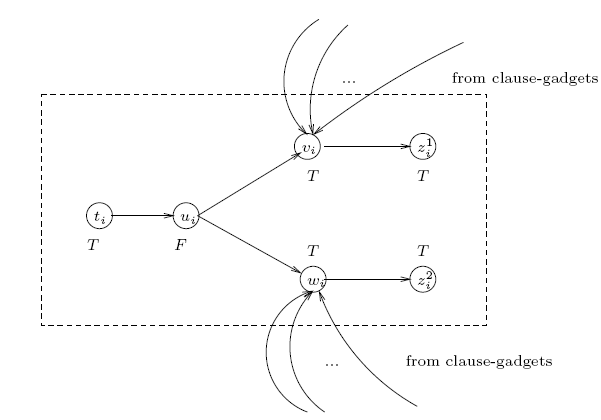 ...
from clause-gadgets
v_i
z_i^1
T
T
t_i
u_i
T
F
T
T
w_i
z_i^2
...
from clause-gadgets